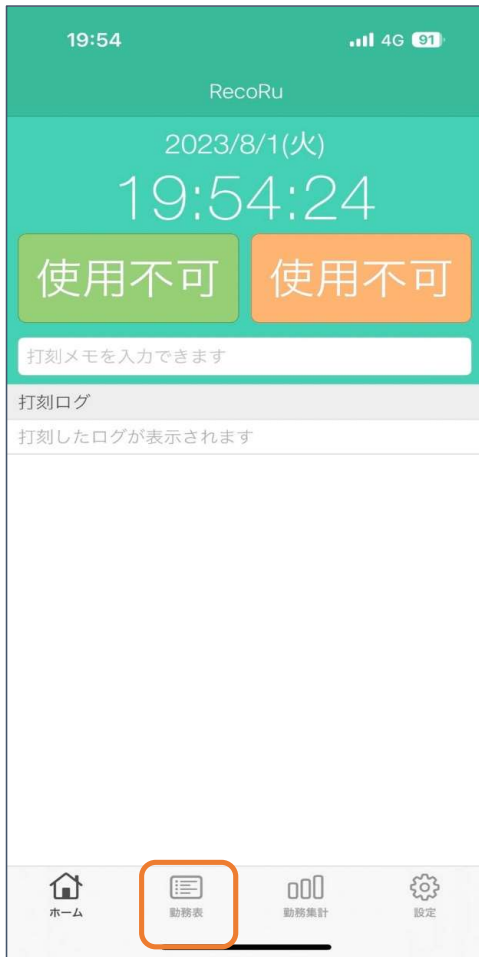 19:54 4G 91
RecoRu
2023/8/1(火)
19:54:24
使用不可 使用不可
打刻メモを入力できます
打刻ログ
打刻したログが表示されます
ホーム 勤務表 勤務集計 設定